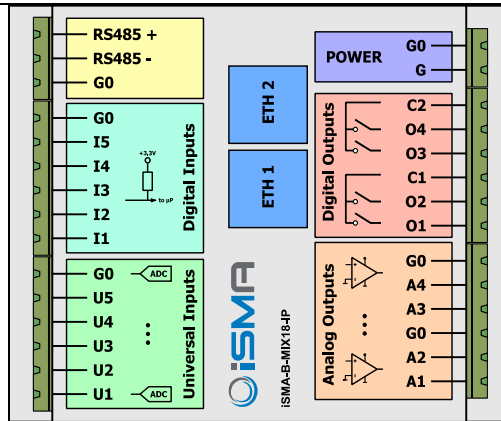 RS485 +
RS485 -
G0
G0
I5
I4
I3
I2
I1
+3,3V
to µP
Digital Inputs
G0
U5
U4
U3
U2
U1
ADC
ADC
Universal Inputs
ETH 2
ETH 1
iSMA
iSMA-B-MIX18-IP
POWER
G0
G
Digital Outputs
C2
O4
O3
C1
O2
O1
Analog Outputs
G0
A4
A3
G0
A2
A1